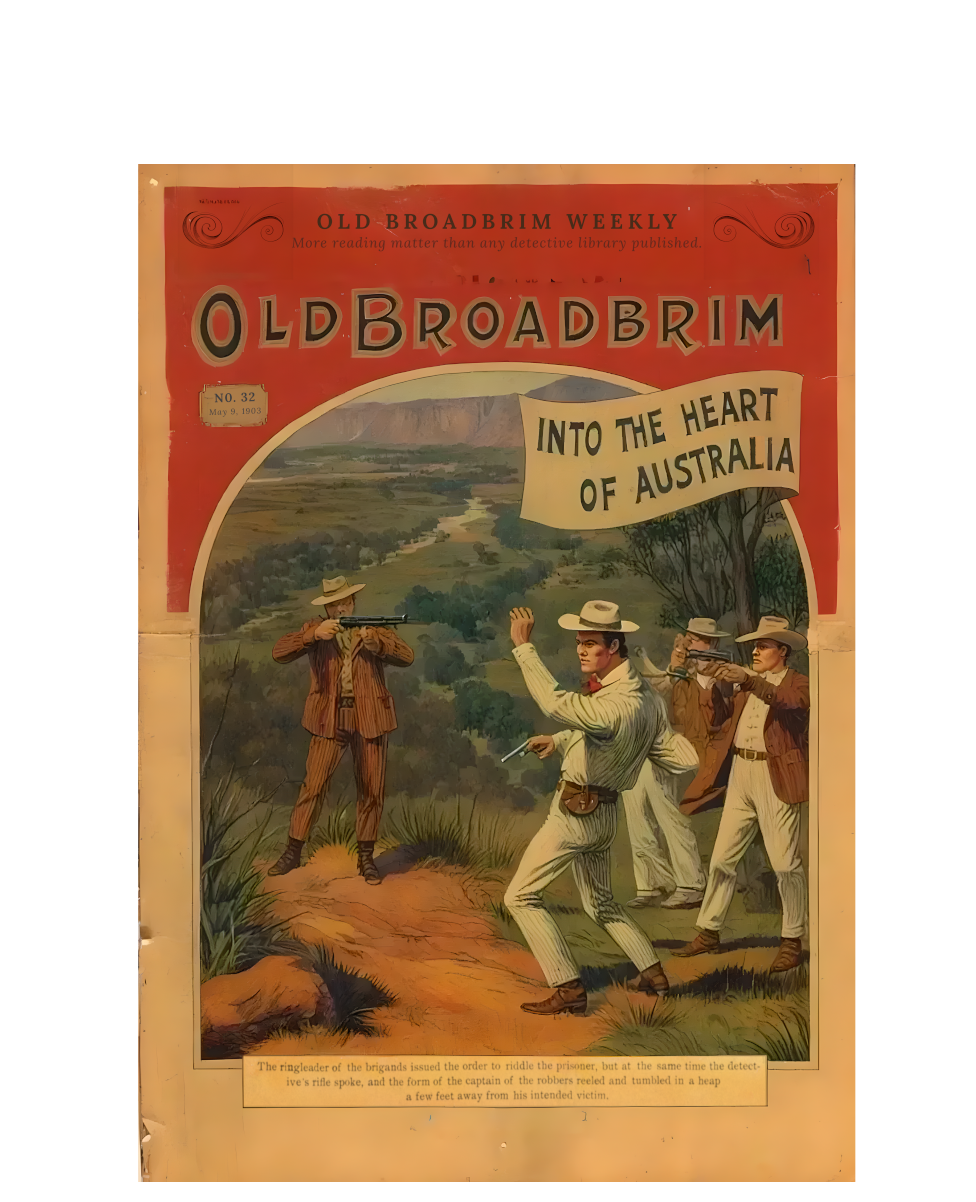 OLD BROADBRIM WEEKLY
More reading matter than any detective library published.
OLD BROADBRIM
NO. 32
May 9, 1903
INTO THE HEART
OF AUSTRALIA
The ringleader of the brigands issued the order to riddle the prisoner, but at the same time the detect-
ive's rifle spoke, and the form of the captain of the robbers reeled and tumbled in a heap
a few feet away from his intended victim.